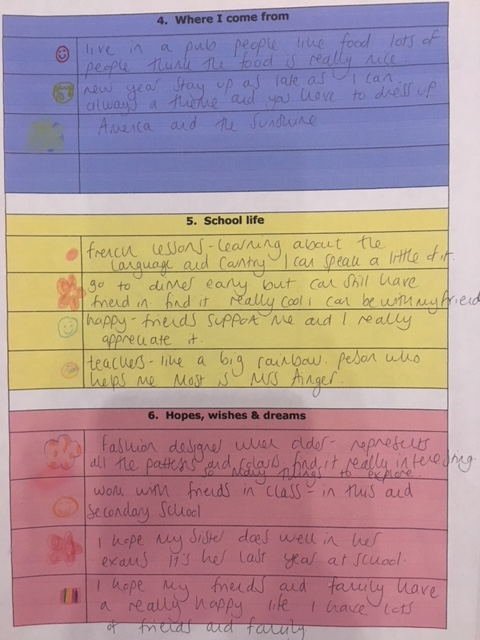 4. Where I come from
live in a pub people like food lots of
people think the food is really nice
new year stay up as late as I can.
always a theme and you have to dress up
America and the sunshine
5. School life
french lessons - learning about the
language and country I can speak a little of it.
go to dinner early but can still have
friend in find it really cool i can be with my friend
happy - friends support me and I really
appreciate it.
teachers - like a big rainbow. person who
helps me most is Mrs Ainger.
6. Hopes, wishes & dreams
fashion designer when older - represents
all the patterns and colours. find it really interesting.
so many things to explore
work with friends in class - in this and
Secondary School
I hope my sister does well in her
exams it's her last year at school.
I hope my friends and family have
a really happy life I have lots
of friends and family